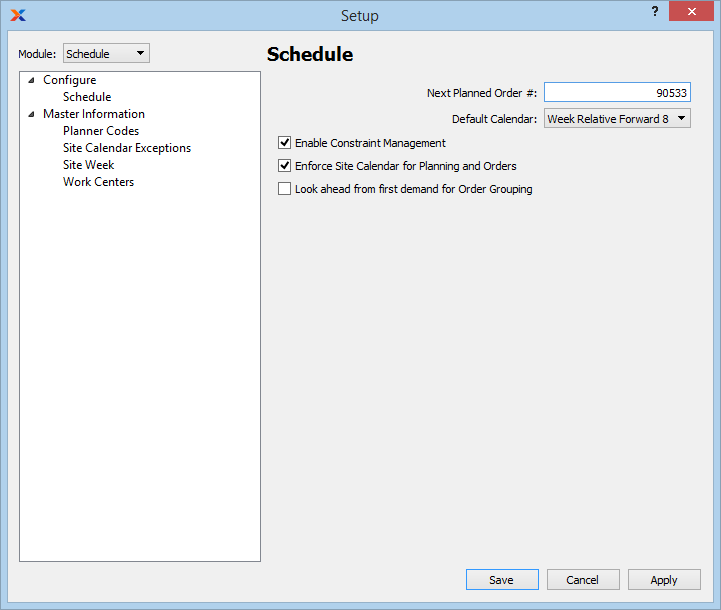 Setup
?
Module: Schedule
Configure
Schedule
Master Information
Planner Codes
Site Calendar Exceptions
Site Week
Work Centers
Schedule
Next Planned Order #: 90533
Default Calendar: Week Relative Forward 8
Enable Constraint Management
Enforce Site Calendar for Planning and Orders
Look ahead from first demand for Order Grouping
Save Cancel Apply